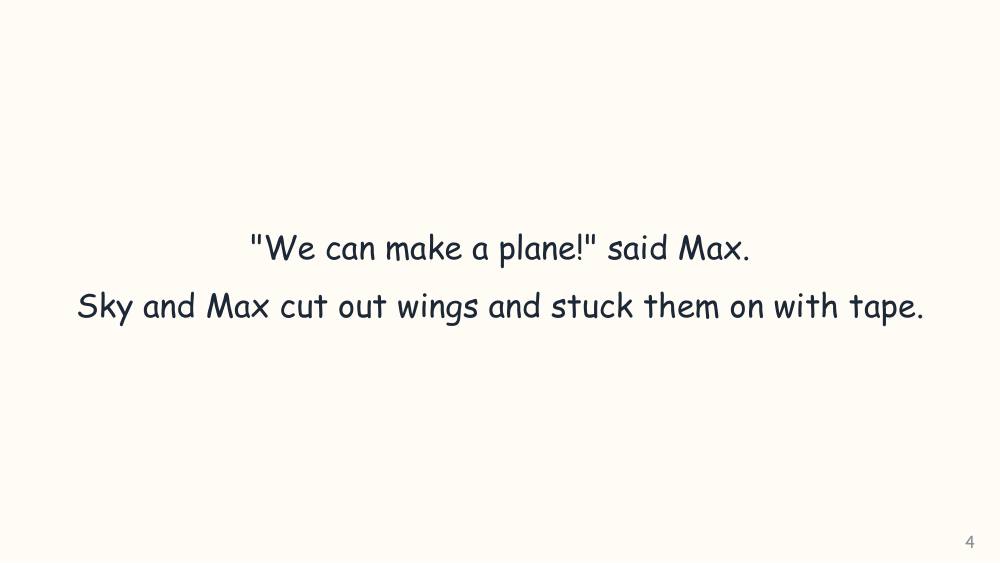 "We can make a plane!" said Max.
Sky and Max cut out wings and stuck them on with tape.
4